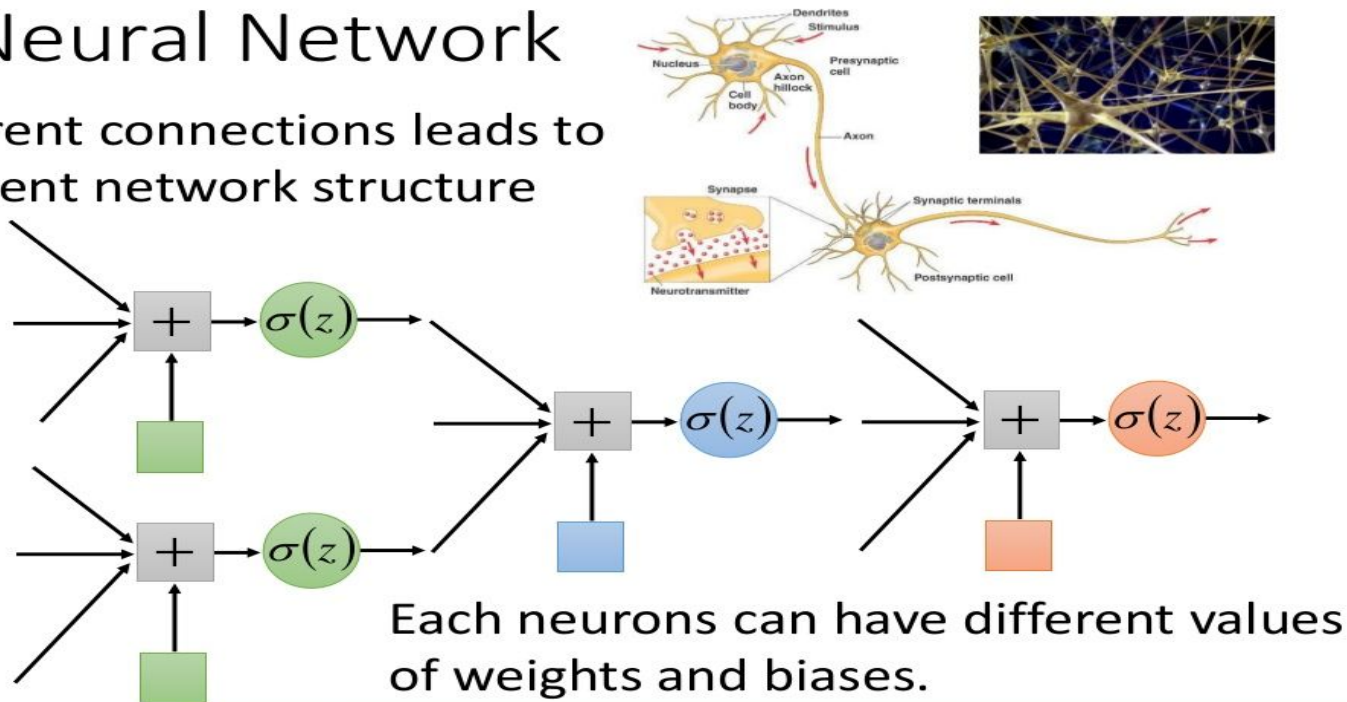 Neural Network
rent connections leads to
ent network structure
Dendrites
Stimulus
Nucleus
Presynaptic
cell
Axon
hillock
Cell
body
Axon
Synapse
Synaptic terminals
Postsynaptic cell
Neurotransmitter
+ σ(z)
+ σ(z)
+ σ(z)
+ σ(z)
Each neurons can have different values
of weights and biases.